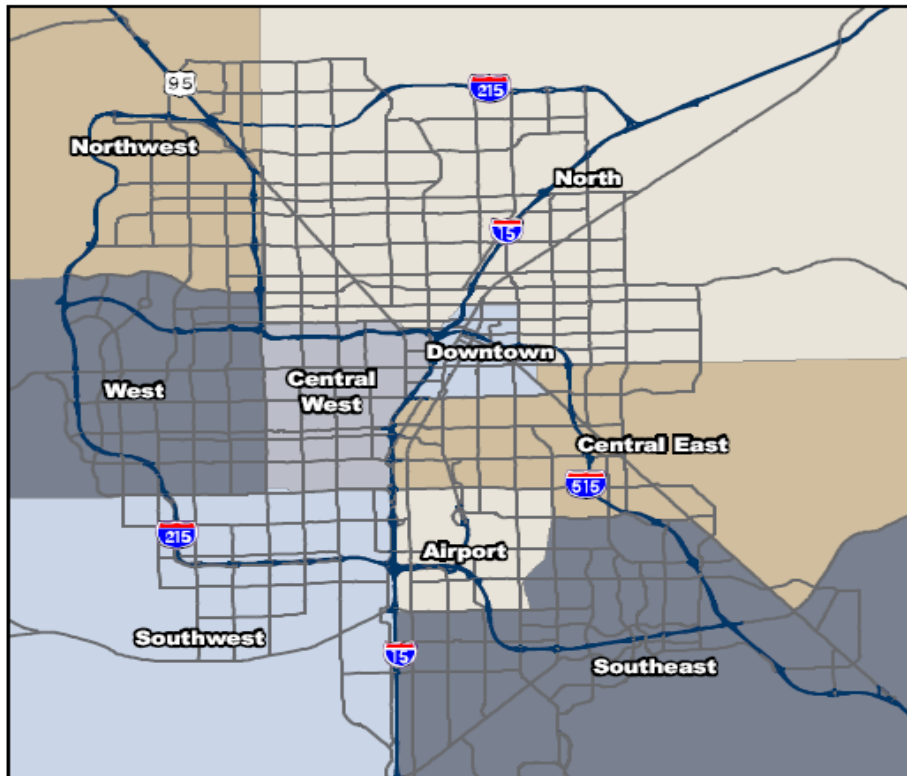 95
215
Northwest
North
15
Downtown
West
Central
West
Central East
515
215
Airport
Southwest
15
Southeast